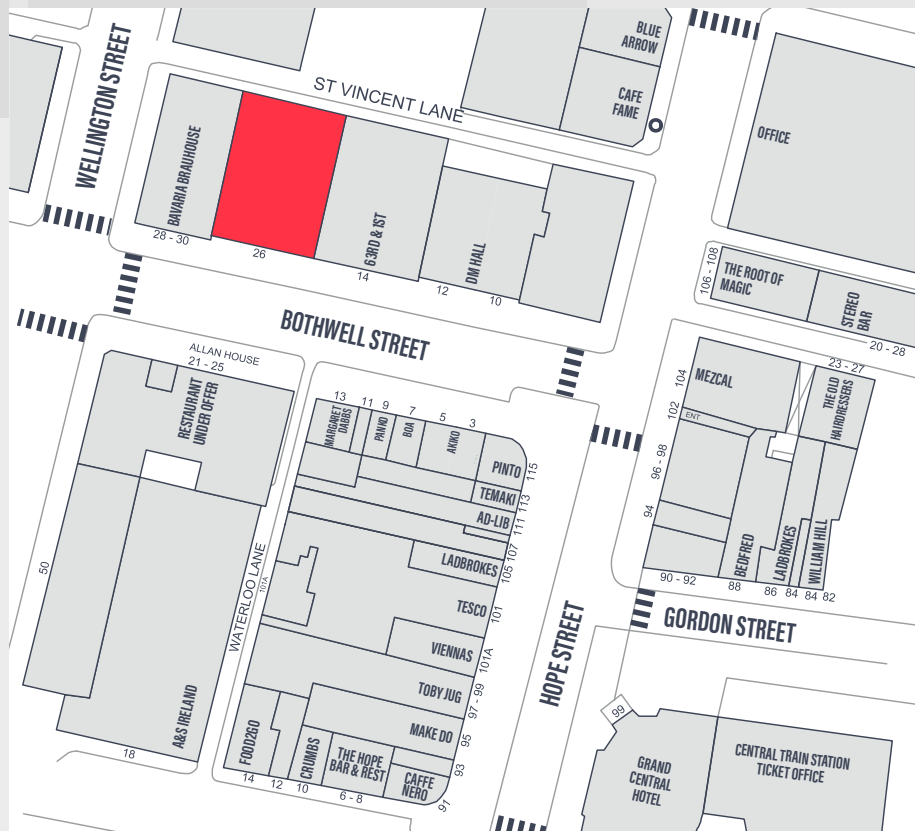 BLUE
ARROW
CAFE
FAME
WELLINGTON STREET
ST VINCENT LANE
OFFICE
BAVARIA BRAUHOUSE
28 - 30
26
63RD & 1ST
14
DM HALL
12
10
106 - 108
THE ROOT OF
MAGIC
STEREO
BAR
20 - 28
BOTHWELL STREET
ALLAN HOUSE
21 - 25
RESTAURANT
UNDER OFFER
50
A&S IRELAND
18
WATERLOO LANE
101A
13
11
9
7
5
3
MARGARET
DABBS
PANKO
BOA
AKIKO
PINTO
115
TEMAKI
113
AD-LIB
111
107
LADBROKES
105
TESCO
101
VIENNAS
101A
TOBY JUG
97 - 99
MAKE DO
95
FOOD2GO
CRUMBS
THE HOPE
BAR & REST
CAFFE
NERO
93
91
14
12
10
6 - 8
HOPE STREET
104
MEZCAL
102
ENT
96 - 98
94
90 - 92
23 - 27
THE OLD
HAIRDRESSERS
BEDFRED
LADBROKES
WILLIAM HILL
88
86
84
84
82
GORDON STREET
99
GRAND
CENTRAL
HOTEL
CENTRAL TRAIN STATION
TICKET OFFICE